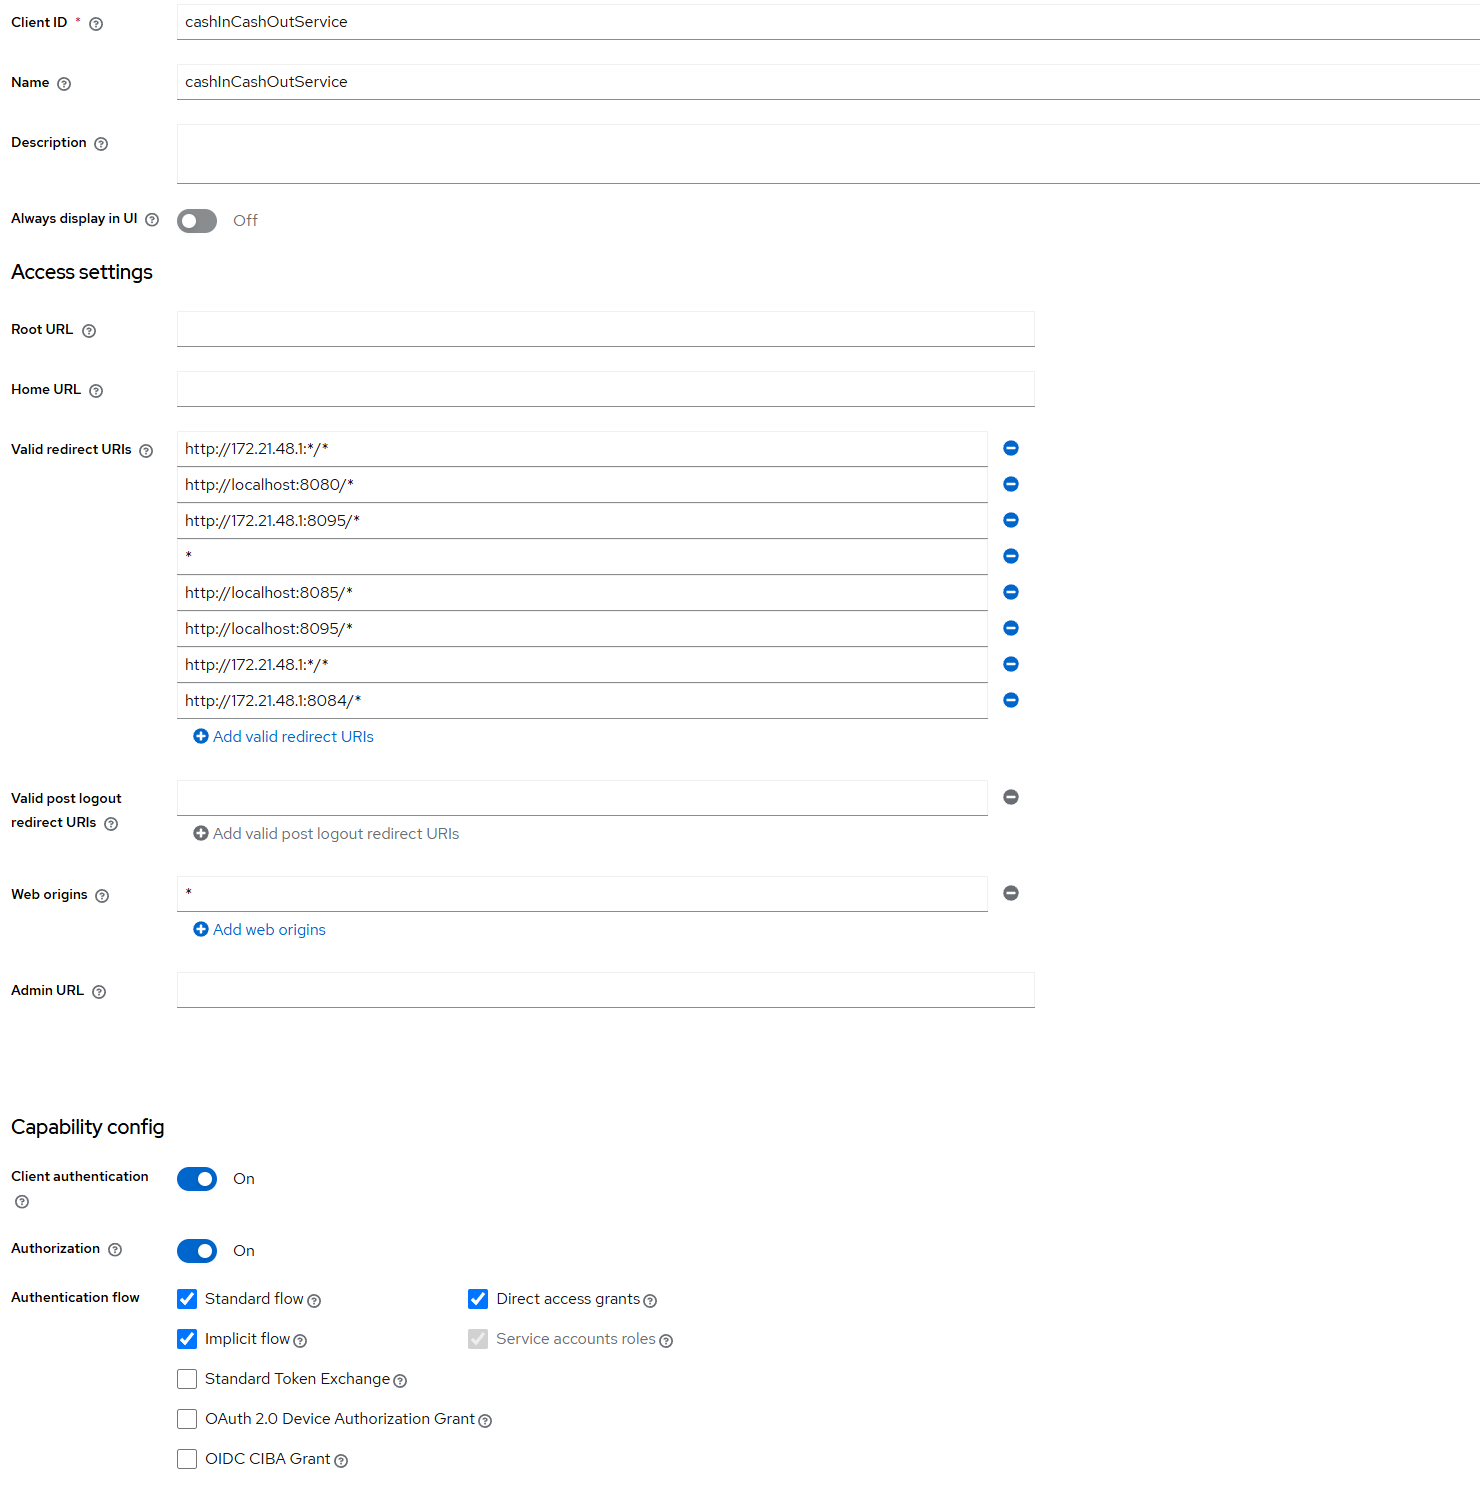 Client ID *
cashInCashOutService
Name
cashInCashOutService
Description
Always display in UI
Off
Access settings
Root URL
Home URL
Valid redirect URIs
http://172.21.48.1:*/*
http://localhost:8080/*
http://172.21.48.1:8095/*
*
http://localhost:8085/*
http://localhost:8095/*
http://172.21.48.1:*/*
http://172.21.48.1:8084/*
Add valid redirect URIs
Valid post logout
redirect URIs
Add valid post logout redirect URIs
Web origins
*
Add web origins
Admin URL
Capability config
Client authentication
On
Authorization
On
Authentication flow
Standard flow
Direct access grants
Implicit flow
Service accounts roles
Standard Token Exchange
OAuth 2.0 Device Authorization Grant
OIDC CIBA Grant